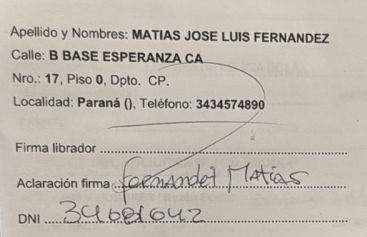 Apellido y Nombres: MATIAS JOSE LUIS FERNANDEZ
Calle: B BASE ESPERANZA CA
Nro.: 17, Piso 0, Dpto. CP.
Localidad: Paraná (), Teléfono: 3434574890
Firma librador
Aclaración firma Fernandez Matias
DNI 34681642